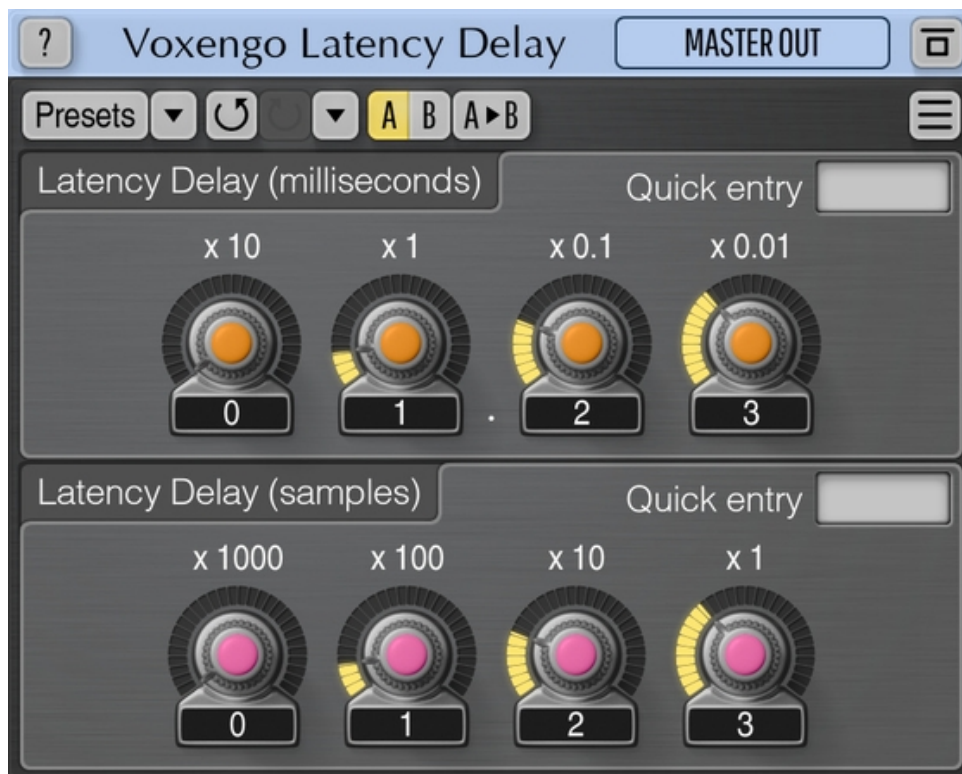 ? Voxengo Latency Delay MASTER OUT
Presets A B A▸B
Latency Delay (milliseconds) Quick entry
x 10 x 1 x 0.1 x 0.01
0 1 . 2 3
Latency Delay (samples) Quick entry
x 1000 x 100 x 10 x 1
0 1 2 3